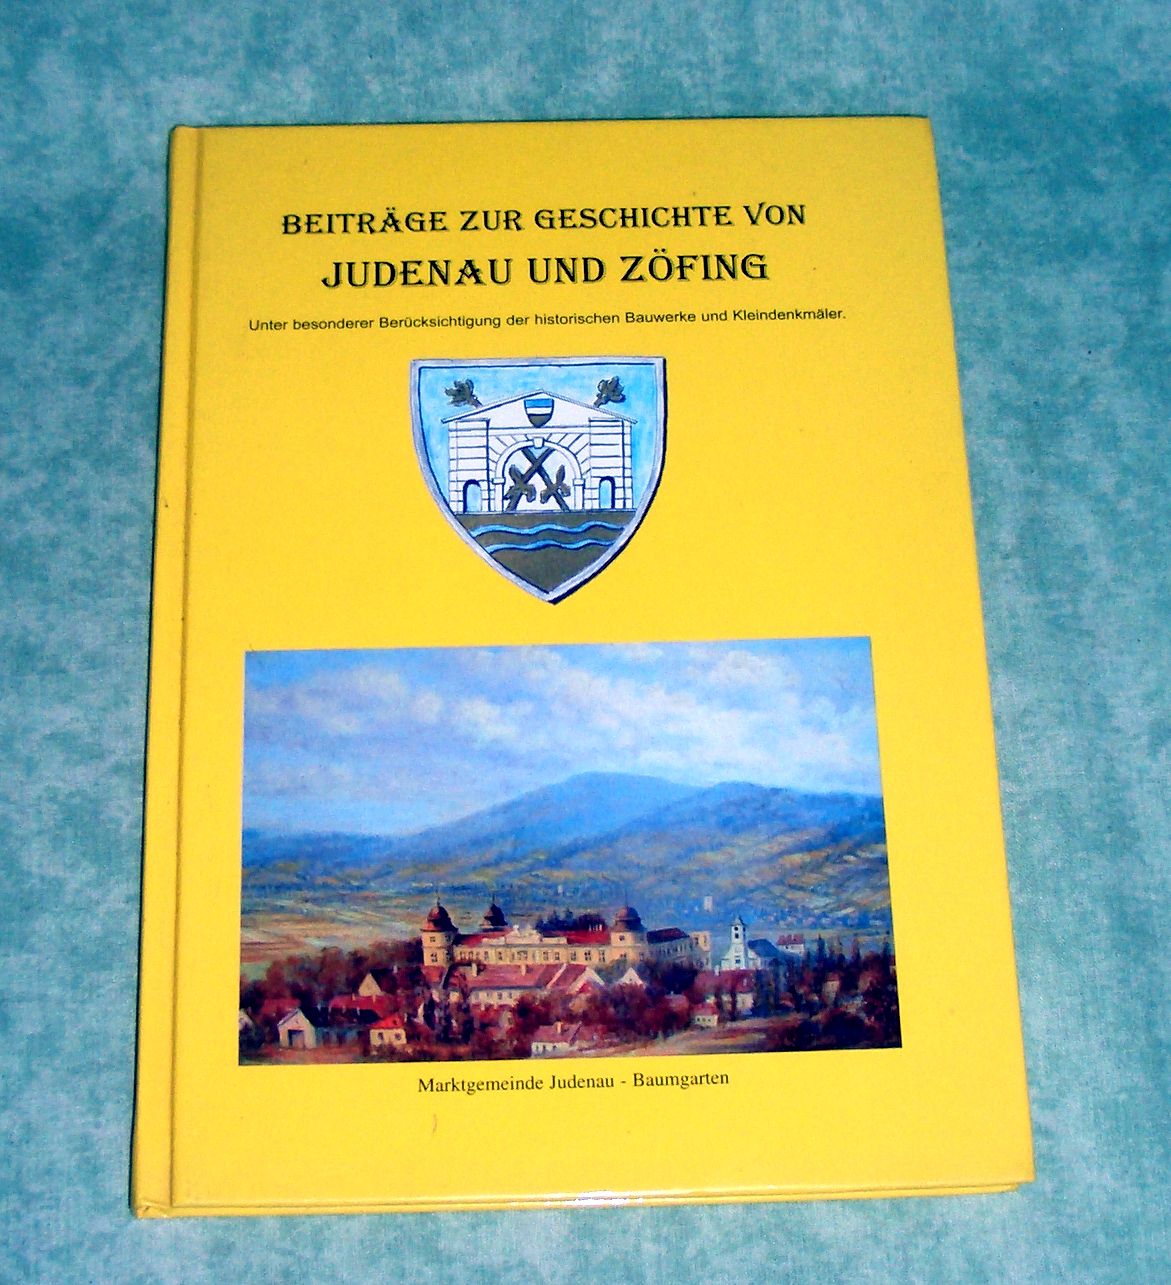 BEITRÄGE ZUR GESCHICHTE VON
JUDENAU UND ZÖFING
Unter besonderer Berücksichtigung der historischen Bauwerke und Kleindenkmäler.
Marktgemeinde Judenau - Baumgarten